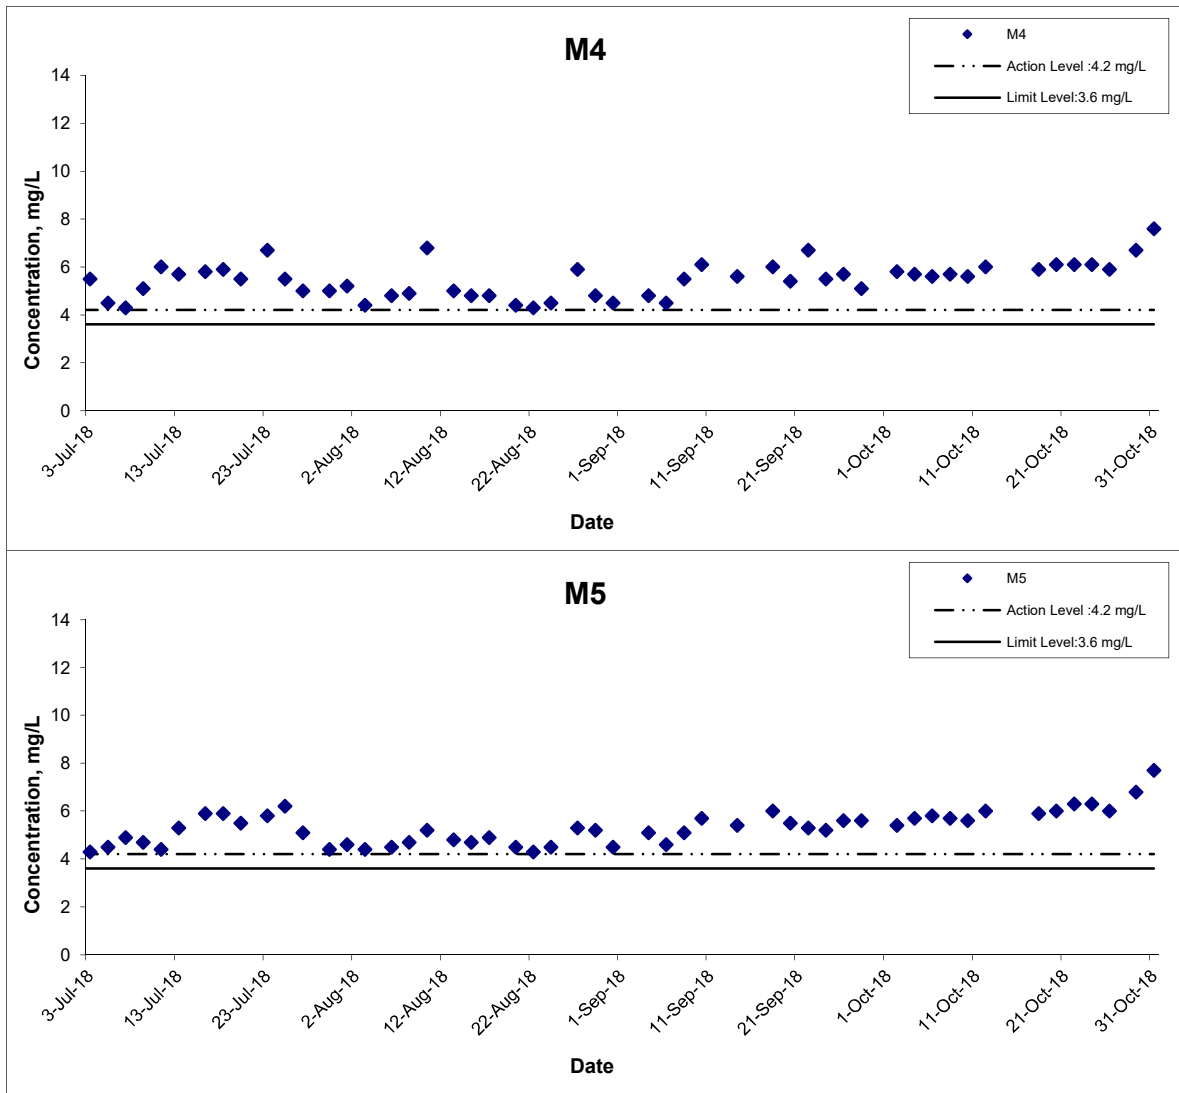 M4
M4
Action Level :4.2 mg/L
Limit Level:3.6 mg/L
Concentration, mg/L
14
12
10
8
6
4
2
0
3-Jul-18
13-Jul-18
23-Jul-18
2-Aug-18
12-Aug-18
22-Aug-18
1-Sep-18
11-Sep-18
21-Sep-18
1-Oct-18
11-Oct-18
21-Oct-18
31-Oct-18
Date
M5
M5
Action Level :4.2 mg/L
Limit Level:3.6 mg/L
Concentration, mg/L
14
12
10
8
6
4
2
0
3-Jul-18
13-Jul-18
23-Jul-18
2-Aug-18
12-Aug-18
22-Aug-18
1-Sep-18
11-Sep-18
21-Sep-18
1-Oct-18
11-Oct-18
21-Oct-18
31-Oct-18
Date